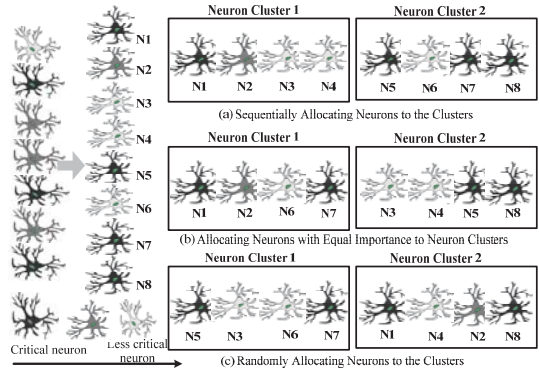 Neuron Cluster 1
Neuron Cluster 2
N1
N2
N3
N4
N5
N6
N7
N8
N1 N2 N3 N4
N5 N6 N7 N8
(a) Sequentially Allocating Neurons to the Clusters
Neuron Cluster 1
Neuron Cluster 2
N1 N2 N6 N7
N3 N4 N5 N8
(b) Allocating Neurons with Equal Importance to Neuron Clusters
Neuron Cluster 1
Neuron Cluster 2
N5 N3 N6 N7
N1 N4 N2 N8
(c) Randomly Allocating Neurons to the Clusters
Critical neuron
Less critical
neuron